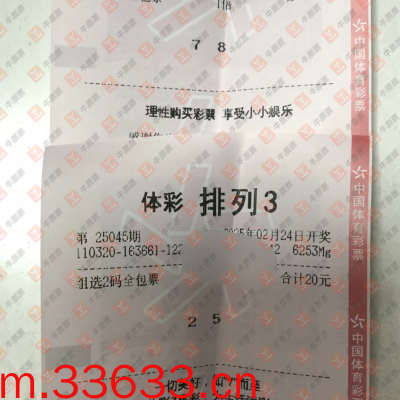 1倍
7 8
理性购买彩票 享受小小娱乐
体彩 排列3
第 25045期
2025年02月24日开奖
110320-163661-122
2 6253Mg
组选2码全包票
合计20元
2 5
中国体育彩票
中国体育彩票
中国体育彩票
m.33633.cn